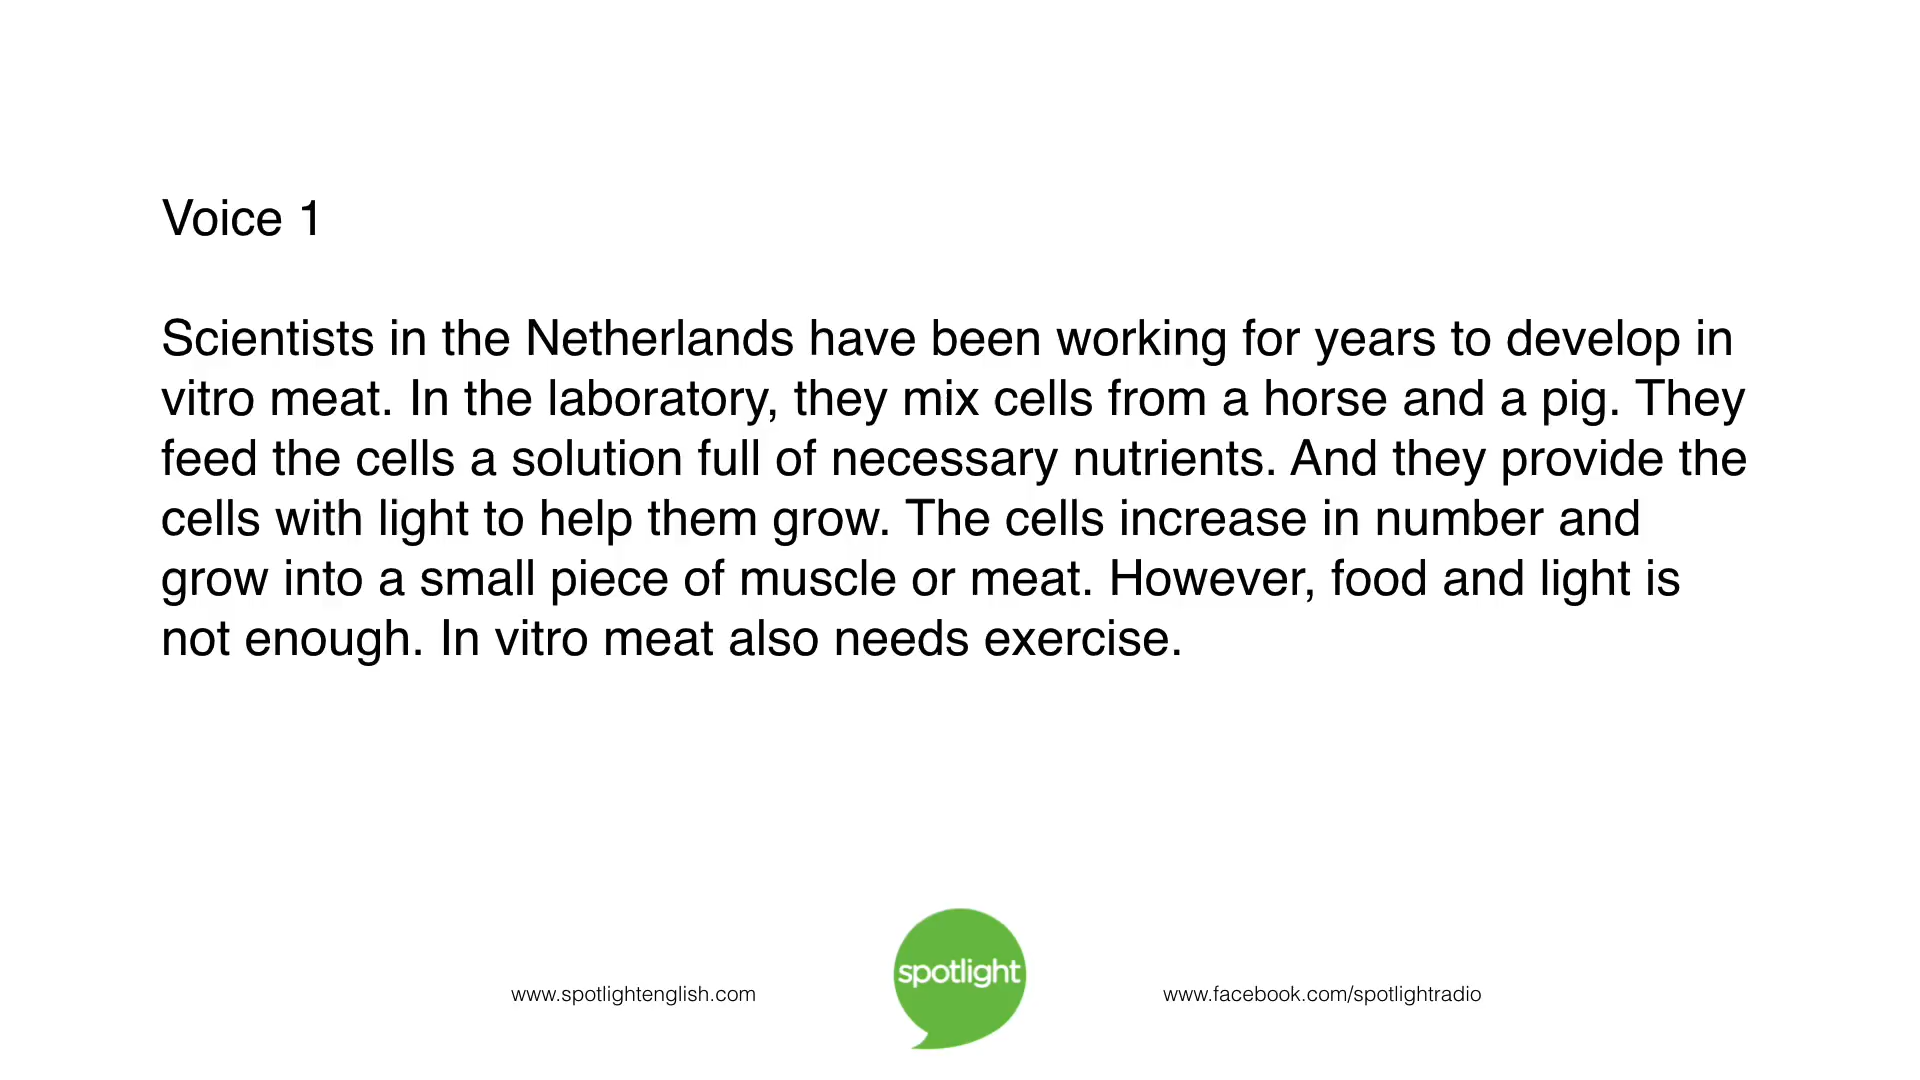 Voice 1
Scientists in the Netherlands have been working for years to develop in
vitro meat. In the laboratory, they mix cells from a horse and a pig. They
feed the cells a solution full of necessary nutrients. And they provide the
cells with light to help them grow. The cells increase in number and
grow into a small piece of muscle or meat. However, food and light is
not enough. In vitro meat also needs exercise.
spotlight
www.spotlightenglish.com
www.facebook.com/spotlightradio